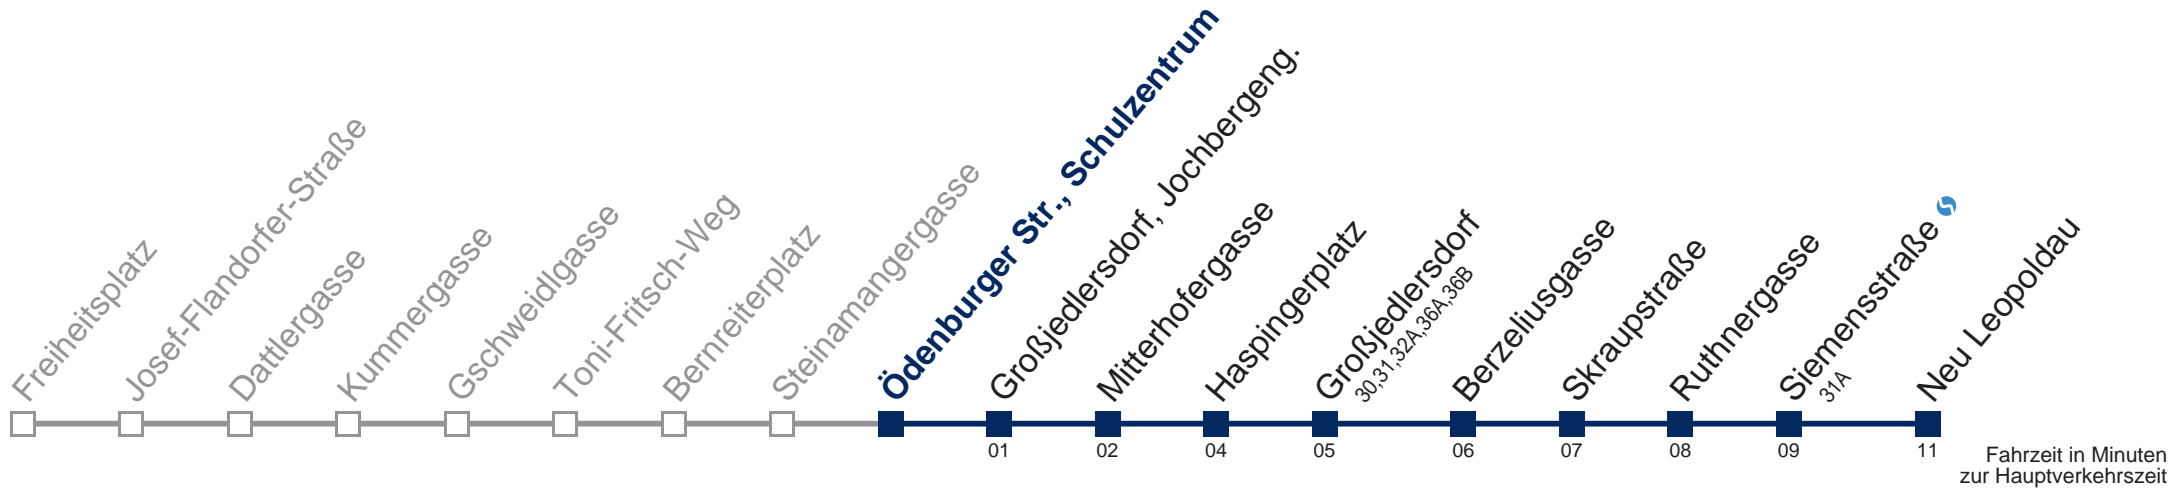 Freiheitsplatz
Josef-Flandorfer-Straße
Dattlergasse
Kummergasse
Gschweidlgasse
Toni-Fritsch-Weg
Bernreiterplatz
Steinamangergasse
Ödenburger Str., Schulzentrum
Großjedlersdorf, Jochbergeng.
Mitterhofergasse
Haspingerplatz
Großjedlersdorf
30,31,32A,36A,36B
Berzeliusgasse
Skraupstraße
Ruthnergasse
Siemensstraße
31A
Neu Leopoldau
01 02 04 05 06 07 08 09 11
Fahrzeit in Minuten
zur Hauptverkehrszeit